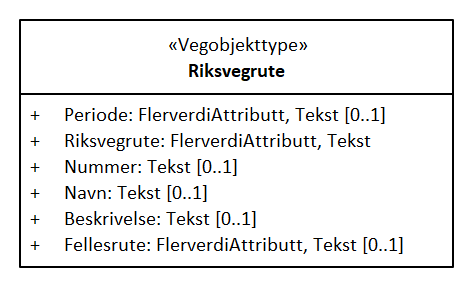 «Vegobjekttype»
Riksvegrute
+ Periode: FlerverdiAttributt, Tekst [0..1]
+ Riksvegrute: FlerverdiAttributt, Tekst
+ Nummer: Tekst [0..1]
+ Navn: Tekst [0..1]
+ Beskrivelse: Tekst [0..1]
+ Fellesrute: FlerverdiAttributt, Tekst [0..1]